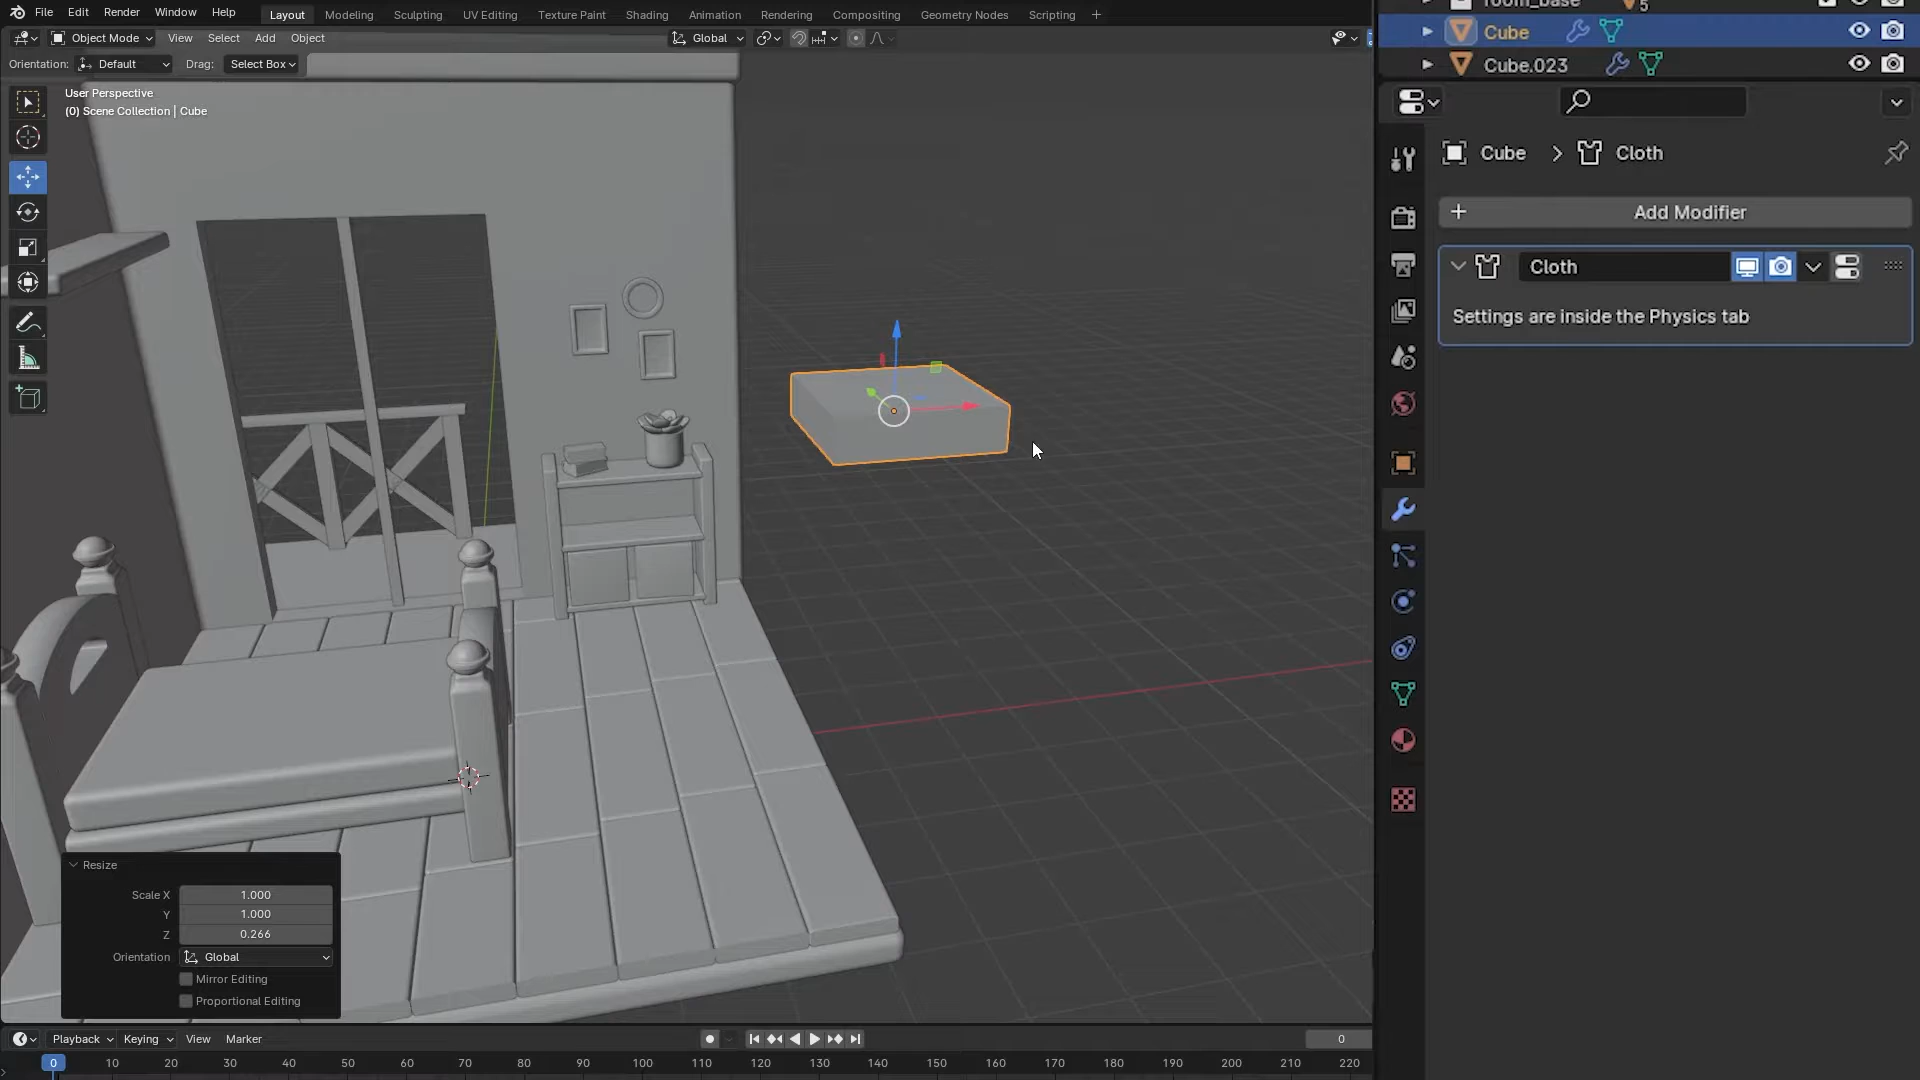 File Edit Render Window Help Layout Modeling Sculpting UV Editing Texture Paint Shading Animation Rendering Compositing Geometry Nodes Scripting +
Object Mode View Select Add Object Global
Orientation: Default Drag: Select Box
User Perspective
(0) Scene Collection | Cube
room_base 5
Cube
Cube.023
Cube > Cloth
+ Add Modifier
Cloth
Settings are inside the Physics tab
Resize
Scale X 1.000
Y 1.000
Z 0.266
Orientation Global
Mirror Editing
Proportional Editing
Playback Keying View Marker 0
0 10 20 30 40 50 60 70 80 90 100 110 120 130 140 150 160 170 180 190 200 210 220